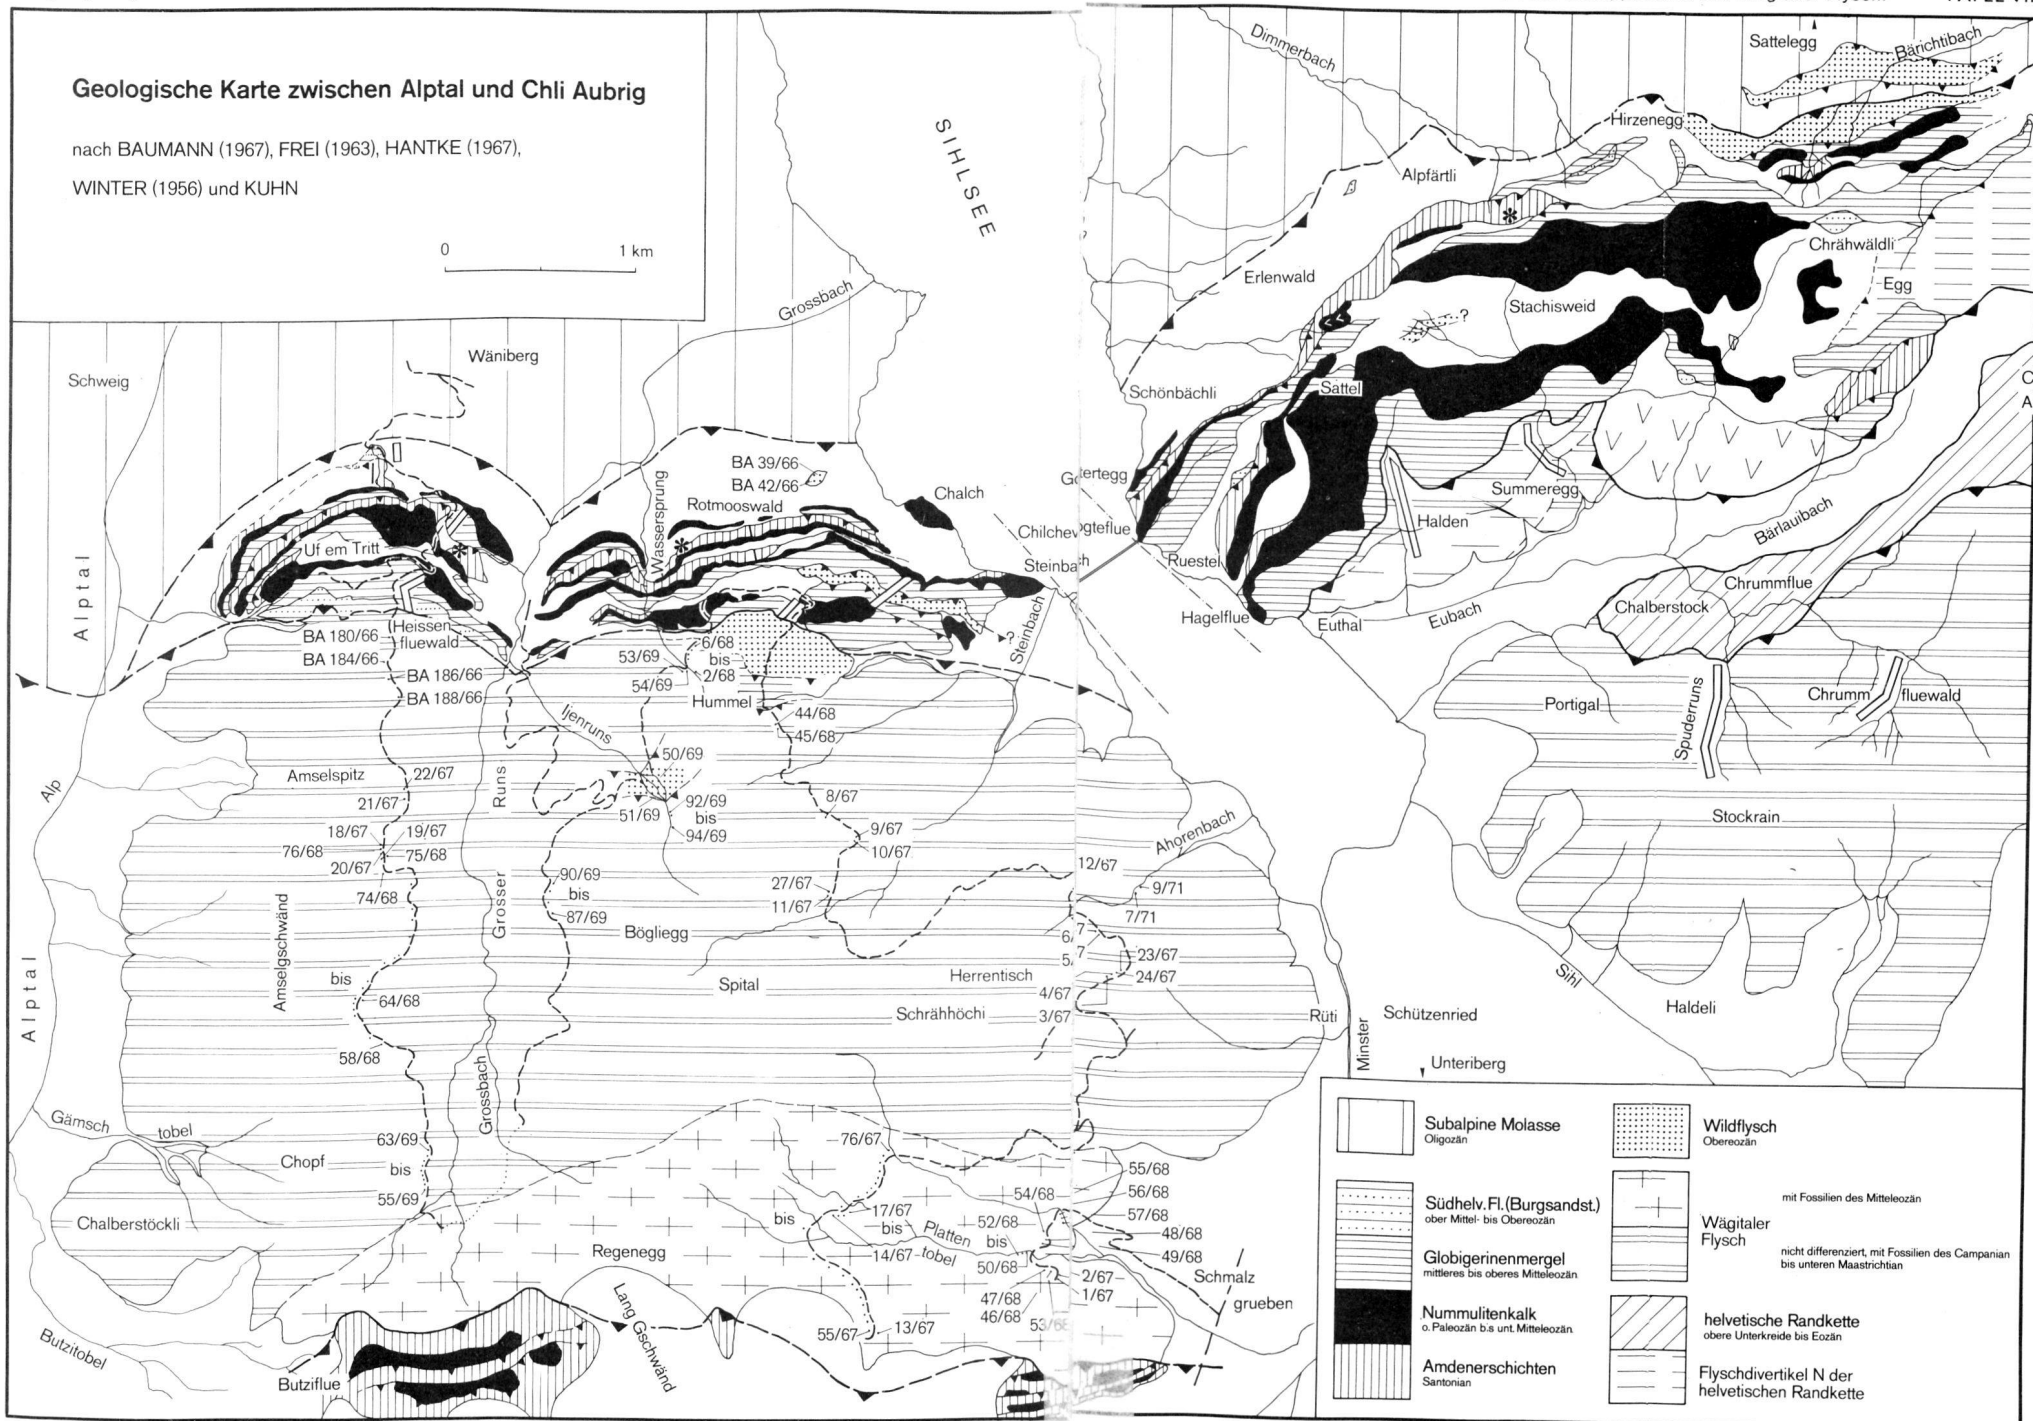 Geologische Karte zwischen Alptal und Chli Aubrig
nach BAUMANN (1967), FREI (1963), HANTKE (1967),
WINTER (1956) und KUHN
0 1 km
SIHLSEE
Dimmerbach
Sattelegg
Bärichtibach
Hirzenegg
Alpfärtli
Erlenwald
Chrähwäldli
Egg
Stachisweid
?
Grossbach
Wäniberg
Schweig
Schönbächli
Sattel
BA 39/66
BA 42/66
Rotmooswald
Wassersprung
Chalch
Summeregg
Halden
Bärlauibach
Chilchevogteflue
Steinbach
Ruestel
Uf em Tritt
Alptal
Hagelflue
Euthal
Eubach
Chrummflue
Chalberstock
BA 180/66
BA 184/66
Heissen
fluewald
BA 186/66
BA 188/66
53/69
54/69
6/68
bis
2/68
Hummel
?
Steinbach
44/68
45/68
Ijenruns
Portigal
Spuderruns
Chrumm fluewald
Amselspitz
22/67
21/67
50/69
51/69
92/69
bis
94/69
8/67
Alp
Runs
18/67
19/67
76/68
75/68
20/67
74/68
9/67
10/67
Ahorenbach
Stockrain
12/67
27/67
11/67
9/71
7/71
90/69
bis
87/69
Bögliegg
Grosser
Amselgschwänd
bis
64/68
58/68
Spital
Herrentisch
Schrähhöchi
23/67
24/67
4/67
3/67
Alptal
Sihl
Haldeli
Rüti
Schützenried
Minster
Unteriberg
Grossbach
Gämsch tobel
Chopf
63/69
bis
55/69
76/67
Chalberstöckli
Regenegg
bis
17/67
bis
14/67
Platten
tobel
54/68
52/68
bis
50/68
55/68
56/68
57/68
48/68
49/68
47/68
46/68
2/67
1/67
53/68
55/67
13/67
Schmalz
grueben
Lang Gschwänd
Butzitobel
Butziflue
Subalpine Molasse
Oligozän
Südhelv. Fl. (Burgsandst.)
ober Mittel- bis Obereozän
Globigerinenmergel
mittleres bis oberes Mitteleozän
Nummulitenkalk
o. Paleozän bis unt. Mitteleozän
Amdenerschichten
Santonian
Wildflysch
Obereozän
mit Fossilien des Mitteleozän
Wägitaler
Flysch
nicht differenziert, mit Fossilien des Campanian
bis unteren Maastrichtian
helvetische Randkette
obere Unterkreide bis Eozän
Flyschdivertikel N der
helvetischen Randkette